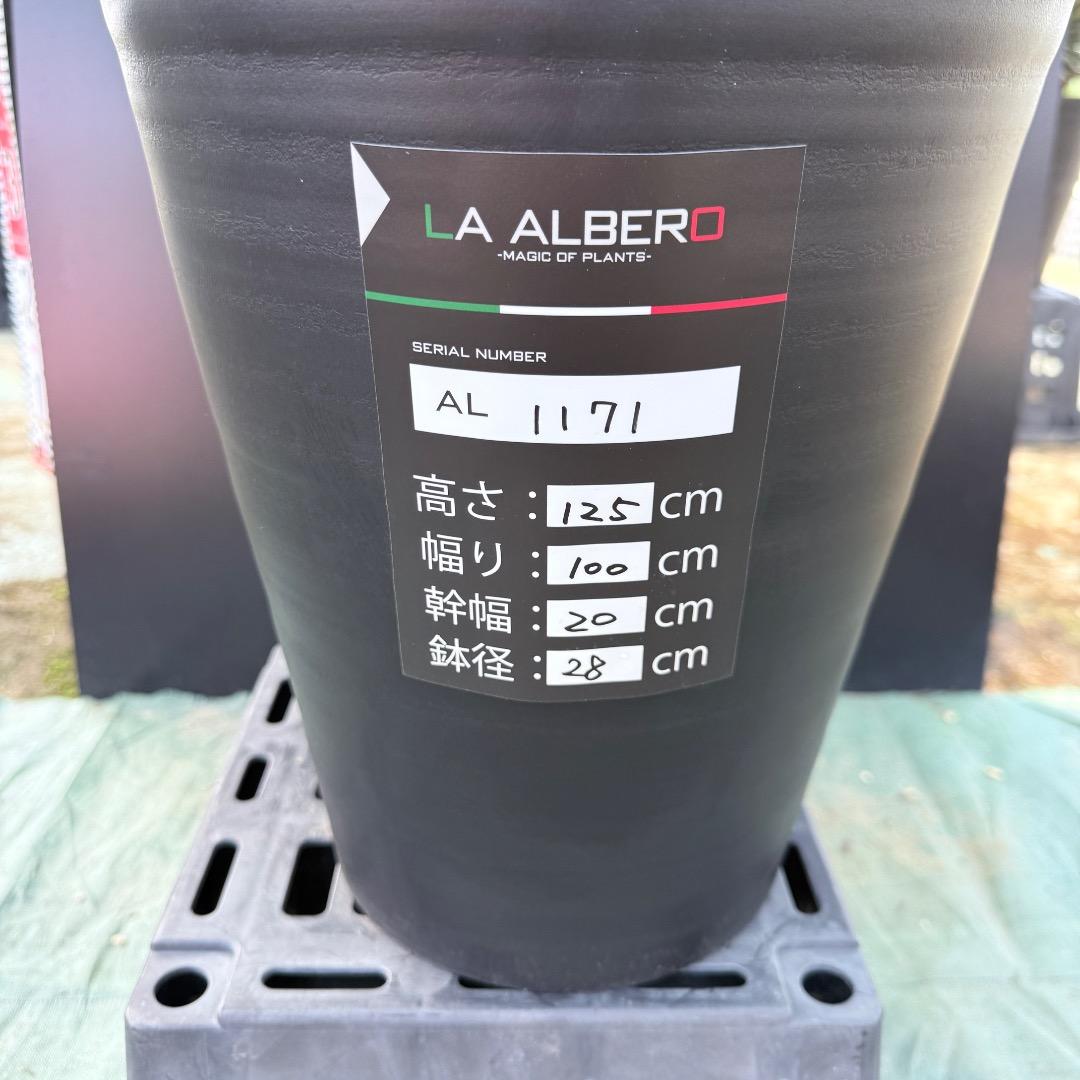 LA ALBERO
-MAGIC OF PLANTS-
SERIAL NUMBER
AL 1171
高さ : 125 cm
幅り : 100 cm
幹幅 : 20 cm
鉢径 : 28 cm